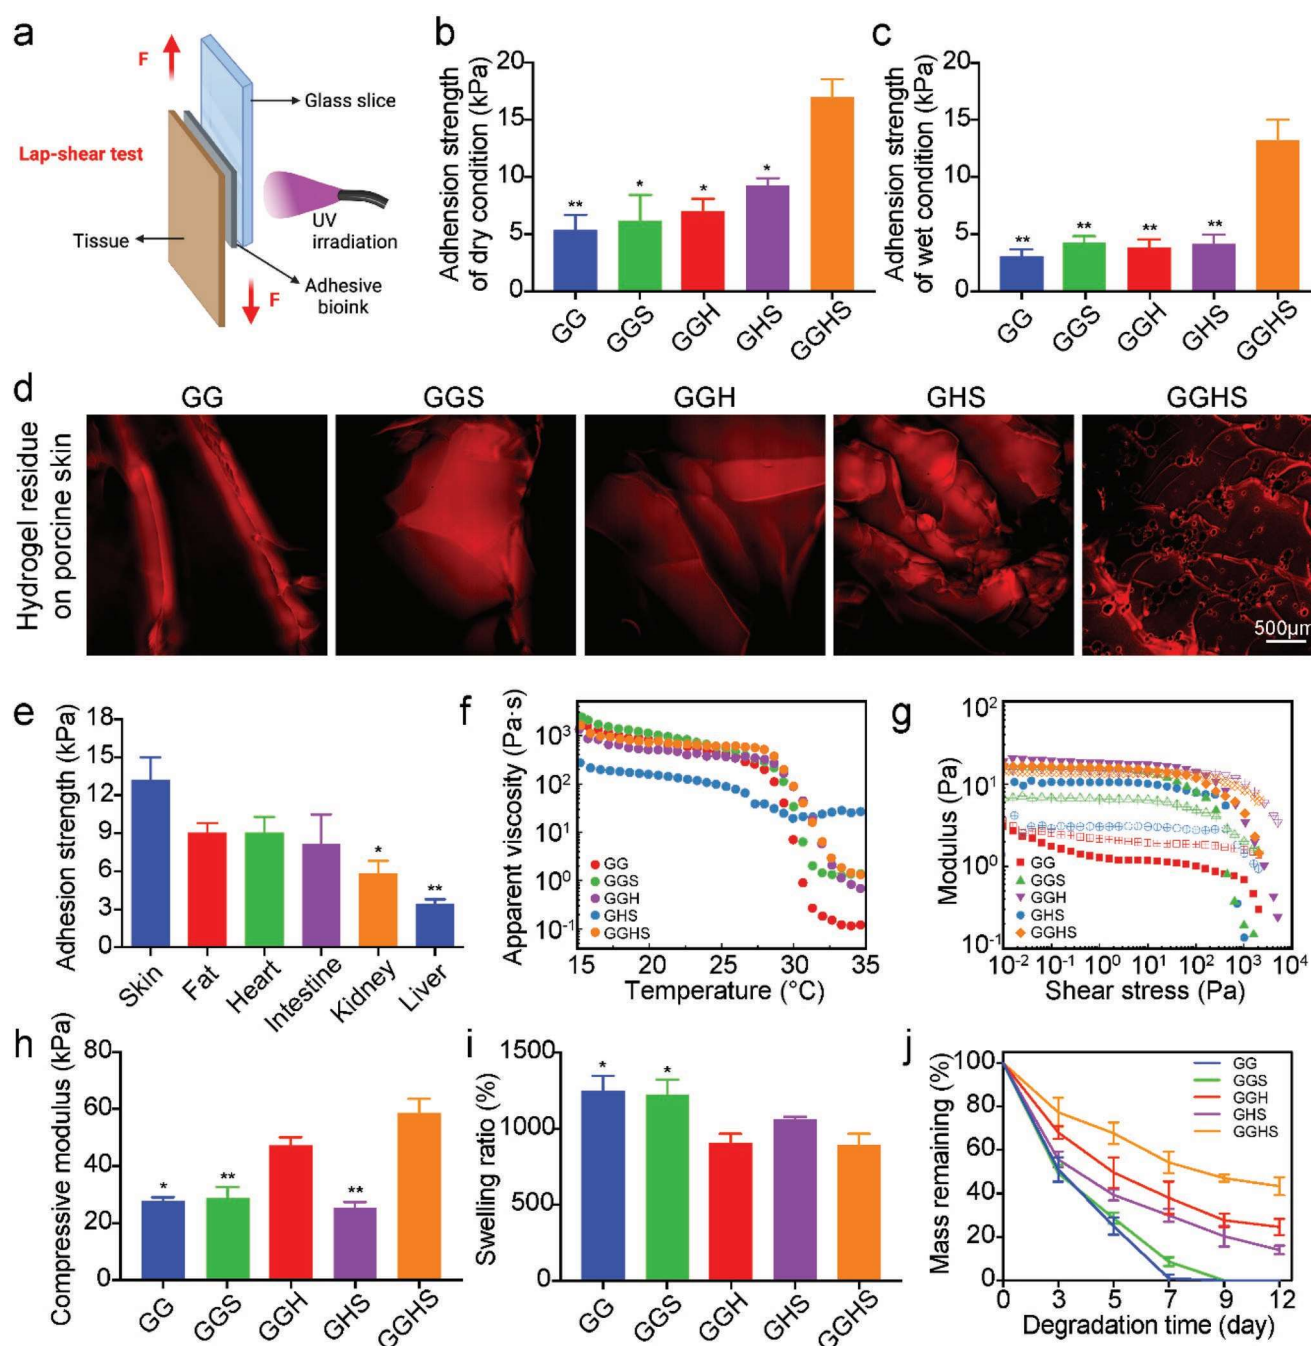 a
F
Glass slice
Lap-shear test
UV
irradiation
Tissue
Adhesive
bioink
F
b
Adhension strength
of dry condition (kPa)
20
15
10
5
0
**
*
*
*
GG
GGS
GGH
GHS
GGHS
c
Adhension strength
of wet condition (kPa)
20
15
10
5
0
**
**
**
**
GG
GGS
GGH
GHS
GGHS
d
GG
GGS
GGH
GHS
GGHS
Hydrogel residue
on porcine skin
500μm
e
Adhesion strength (kPa)
18
15
12
9
6
3
0
*
**
Skin
Fat
Heart
Intestine
Kidney
Liver
f
Apparent viscosity (Pa·s)
10³
10²
10¹
10⁰
10⁻¹
GG
GGS
GGH
GHS
GGHS
15 20 25 30 35
Temperature (°C)
g
Modulus (Pa)
10²
10¹
10⁰
10⁻¹
GG
GGS
GGH
GHS
GGHS
10⁻² 10⁻¹ 10⁰ 10¹ 10² 10³ 10⁴
Shear stress (Pa)
h
Compressive modulus (kPa)
80
60
40
20
0
*
**
**
GG
GGS
GGH
GHS
GGHS
i
Swelling ratio (%)
1500
1000
500
0
*
*
GG
GGS
GGH
GHS
GGHS
j
Mass remaining (%)
100
80
60
40
20
0
GG
GGS
GGH
GHS
GGHS
0 3 5 7 9 12
Degradation time (day)